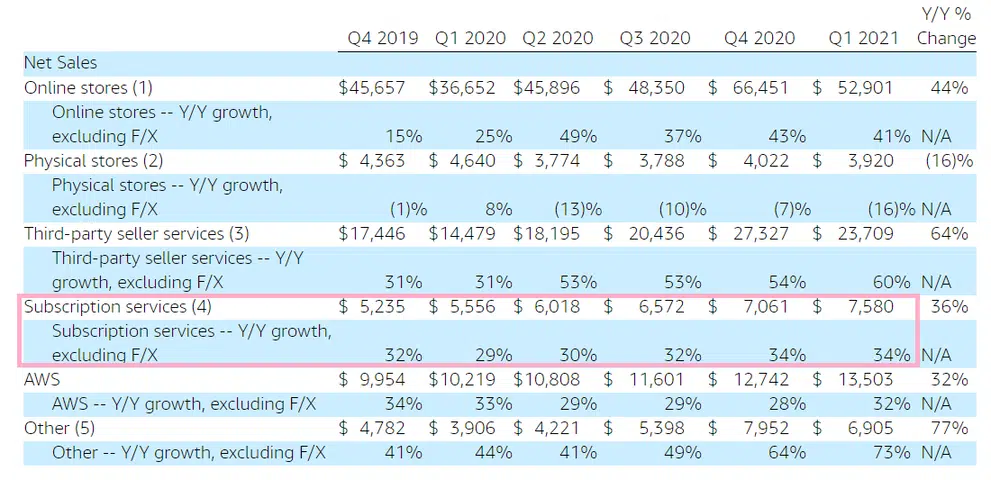 Y/Y %
Q4 2019 Q1 2020 Q2 2020 Q3 2020 Q4 2020 Q1 2021 Change
Net Sales
Online stores (1) $45,657 $36,652 $45,896 $ 48,350 $ 66,451 $ 52,901 44%
Online stores -- Y/Y growth,
excluding F/X 15% 25% 49% 37% 43% 41% N/A
Physical stores (2) $ 4,363 $ 4,640 $ 3,774 $ 3,788 $ 4,022 $ 3,920 (16)%
Physical stores -- Y/Y growth,
excluding F/X (1)% 8% (13)% (10)% (7)% (16)% N/A
Third-party seller services (3) $17,446 $14,479 $18,195 $ 20,436 $ 27,327 $ 23,709 64%
Third-party seller services -- Y/Y
growth, excluding F/X 31% 31% 53% 53% 54% 60% N/A
Subscription services (4) $ 5,235 $ 5,556 $ 6,018 $ 6,572 $ 7,061 $ 7,580 36%
Subscription services -- Y/Y growth,
excluding F/X 32% 29% 30% 32% 34% 34% N/A
AWS $ 9,954 $10,219 $10,808 $ 11,601 $ 12,742 $ 13,503 32%
AWS -- Y/Y growth, excluding F/X 34% 33% 29% 29% 28% 32% N/A
Other (5) $ 4,782 $ 3,906 $ 4,221 $ 5,398 $ 7,952 $ 6,905 77%
Other -- Y/Y growth, excluding F/X 41% 44% 41% 49% 64% 73% N/A